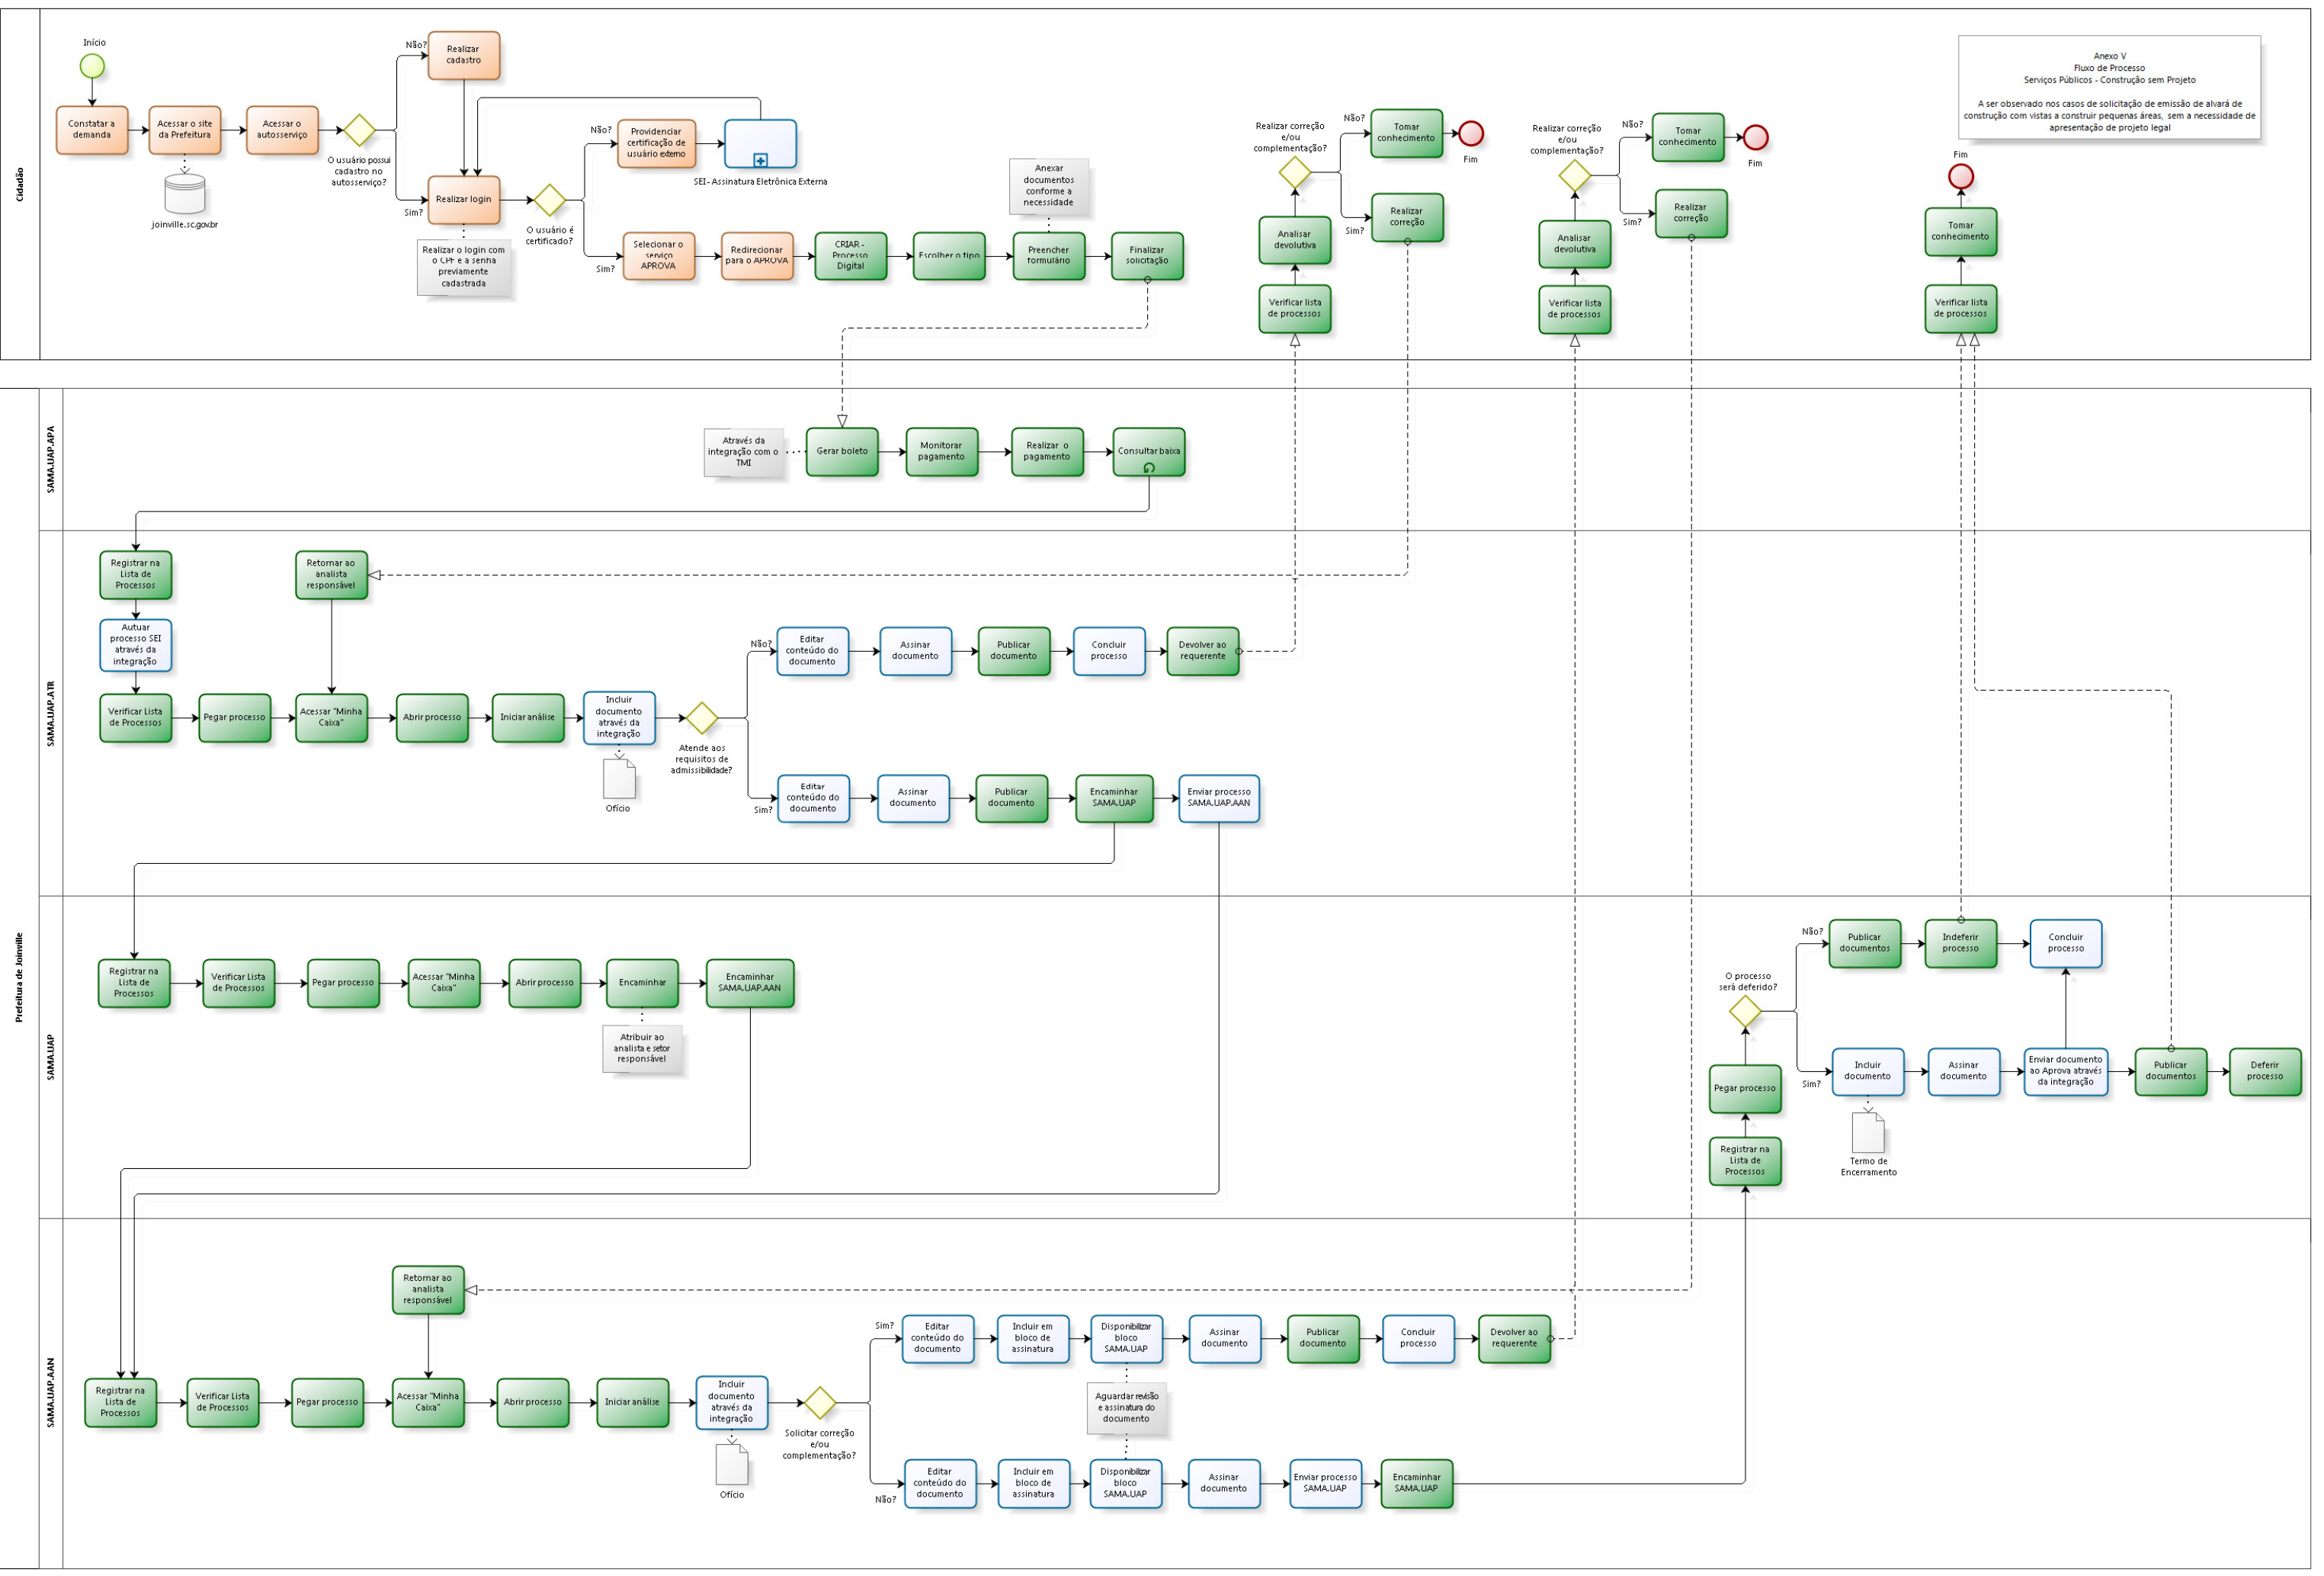 Cidadão
Início
Constatar a
demanda
Acessar o site
da Prefeitura
joinville.sc.gov.br
Acessar o
autosserviço
O usuário possui
cadastro no
autosserviço?
Não?
Realizar
cadastro
Sim?
Realizar login
Realizar o login com
o CPF e a senha
previamente
cadastrada
O usuário é
certificado?
Não?
Providenciar
certificação de
usuário externo
SEI- Assinatura Eletrônica Externa
Sim?
Selecionar o
serviço
APROVA
Redirecionar
para o APROVA
CRIAR -
Processo
Digital
Escolher o tipo
Anexar
documentos
conforme a
necessidade
Preencher
formulário
Finalizar
solicitação
Realizar correção
e/ou
complementação?
Não?
Tomar
conhecimento
Fim
Sim?
Realizar
correção
Analisar
devolutiva
Verificar lista
de processos
Realizar correção
e/ou
complementação?
Não?
Tomar
conhecimento
Fim
Sim?
Realizar
correção
Analisar
devolutiva
Verificar lista
de processos
Anexo V
Fluxo de Processo
Serviços Públicos - Construção sem Projeto
A ser observado nos casos de solicitação de emissão de alvará de
construção com vistas a construir pequenas áreas, sem a necessidade de
apresentação de projeto legal
Fim
Tomar
conhecimento
Verificar lista
de processos
Prefeitura de Joinville
SAMA.UAP.APA
Através da
integração com o
TMI
Gerar boleto
Monitorar
pagamento
Realizar o
pagamento
Consultar baixa
SAMA.UAP.ATR
Registrar na
Lista de
Processos
Autuar
processo SEI
através da
integração
Verificar Lista
de Processos
Pegar processo
Retornar ao
analista
responsável
Acessar "Minha
Caixa"
Abrir processo
Iniciar análise
Incluir
documento
através da
integração
Ofício
Atende aos
requisitos de
admissibilidade?
Não?
Editar
conteúdo do
documento
Assinar
documento
Publicar
documento
Concluir
processo
Devolver ao
requerente
Sim?
Editar
conteúdo do
documento
Assinar
documento
Publicar
documento
Encaminhar
SAMA.UAP
Enviar processo
SAMA.UAP.AAN
SAMA.UAP
Registrar na
Lista de
Processos
Verificar Lista
de Processos
Pegar processo
Acessar "Minha
Caixa"
Abrir processo
Encaminhar
Atribuir ao
analista e setor
responsável
Encaminhar
SAMA.UAP.AAN
O processo
será deferido?
Não?
Publicar
documentos
Indeferir
processo
Concluir
processo
Sim?
Incluir
documento
Termo de
Encerramento
Assinar
documento
Enviar documento
ao Aprova através
da integração
Publicar
documentos
Deferir
processo
Pegar processo
Registrar na
Lista de
Processos
SAMA.UAP.AAN
Retornar ao
analista
responsável
Registrar na
Lista de
Processos
Verificar Lista
de Processos
Pegar processo
Acessar "Minha
Caixa"
Abrir processo
Iniciar análise
Incluir
documento
através da
integração
Ofício
Solicitar correção
e/ou
complementação?
Sim?
Editar
conteúdo do
documento
Incluir em
bloco de
assinatura
Disponibilizar
bloco
SAMA.UAP
Assinar
documento
Publicar
documento
Concluir
processo
Devolver ao
requerente
Aguardar revisão
e assinatura do
documento
Não?
Editar
conteúdo do
documento
Incluir em
bloco de
assinatura
Disponibilizar
bloco
SAMA.UAP
Assinar
documento
Enviar processo
SAMA.UAP
Encaminhar
SAMA.UAP